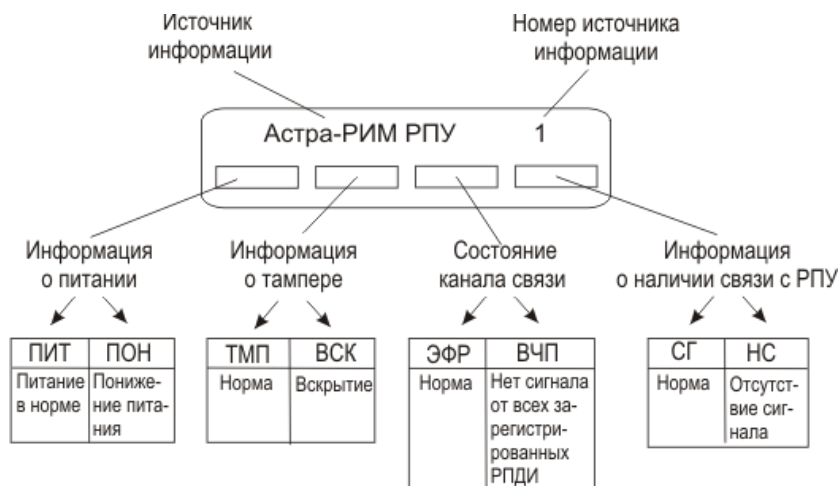 Источник
информации
Номер источника
информации
Астра-РИМ РПУ 1
Информация
о питании
Информация
о тампере
Состояние
канала связи
Информация
о наличии связи с РПУ
ПИТ ПОН
Питание
в норме
Пониже-
ние пита-
ния
ТМП ВСК
Норма Вскрытие
ЭФР ВЧП
Норма
Нет сигнала
от всех за-
регистри-
рованных
РПДИ
СГ НС
Норма
Отсутст-
вие сиг-
нала